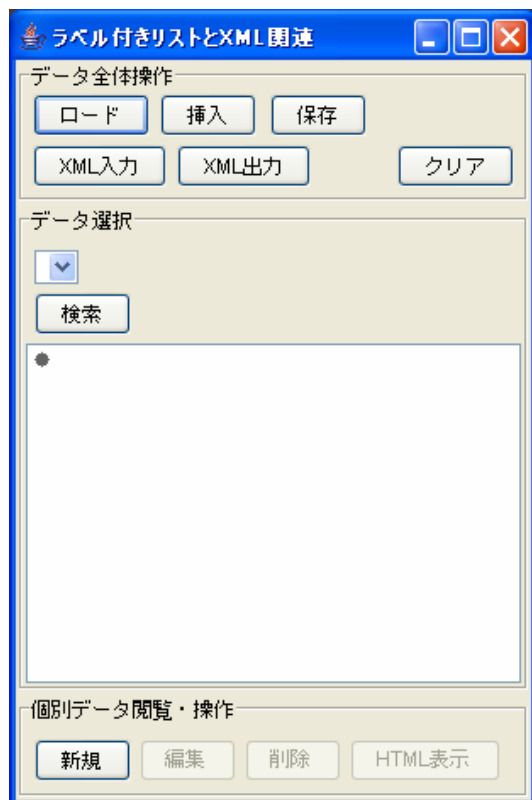 ラベル付きリストとXML関連
データ全体操作
ロード 挿入 保存
XML入力 XML出力 クリア
データ選択
検索
個別データ閲覧・操作
新規 編集 削除 HTML表示